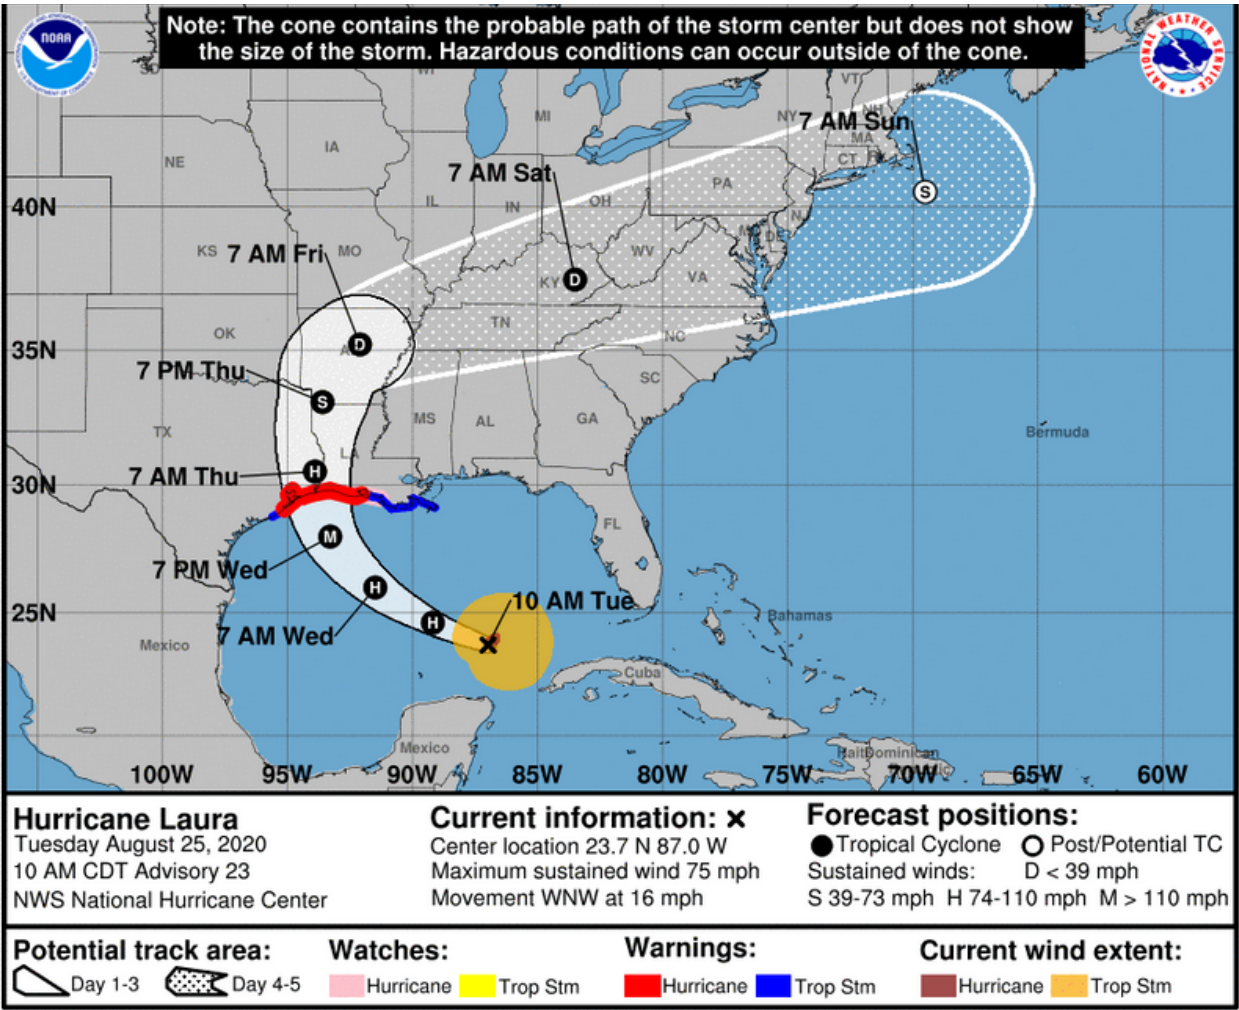 Note: The cone contains the probable path of the storm center but does not show
the size of the storm. Hazardous conditions can occur outside of the cone.
NOAA
NATIONAL WEATHER SERVICE
WI
VT
NH
MI
NY
7 AM Sun
MA
IA
NE
CT
7 AM Sat
PA
S
40N
IL
IN
OH
NJ
DE
KS
7 AM Fri
MO
WV
KY
D
VA
OK
TN
NC
35N
D
7 PM Thu
SC
S
MS
AL
GA
TX
Bermuda
LA
7 AM Thu
H
30N
FL
M
7 PM Wed
H
10 AM Tue
25N
H
Bahamas
7 AM Wed
Mexico
Cuba
Mexico
Dominican
100W
95W
90W
85W
80W
75W
70W
65W
60W
Hurricane Laura
Tuesday August 25, 2020
10 AM CDT Advisory 23
NWS National Hurricane Center
Current information: x
Center location 23.7 N 87.0 W
Maximum sustained wind 75 mph
Movement WNW at 16 mph
Forecast positions:
Tropical Cyclone Post/Potential TC
Sustained winds: D < 39 mph
S 39-73 mph H 74-110 mph M > 110 mph
Potential track area:
Day 1-3 Day 4-5
Watches:
Hurricane Trop Stm
Warnings:
Hurricane Trop Stm
Current wind extent:
Hurricane Trop Stm